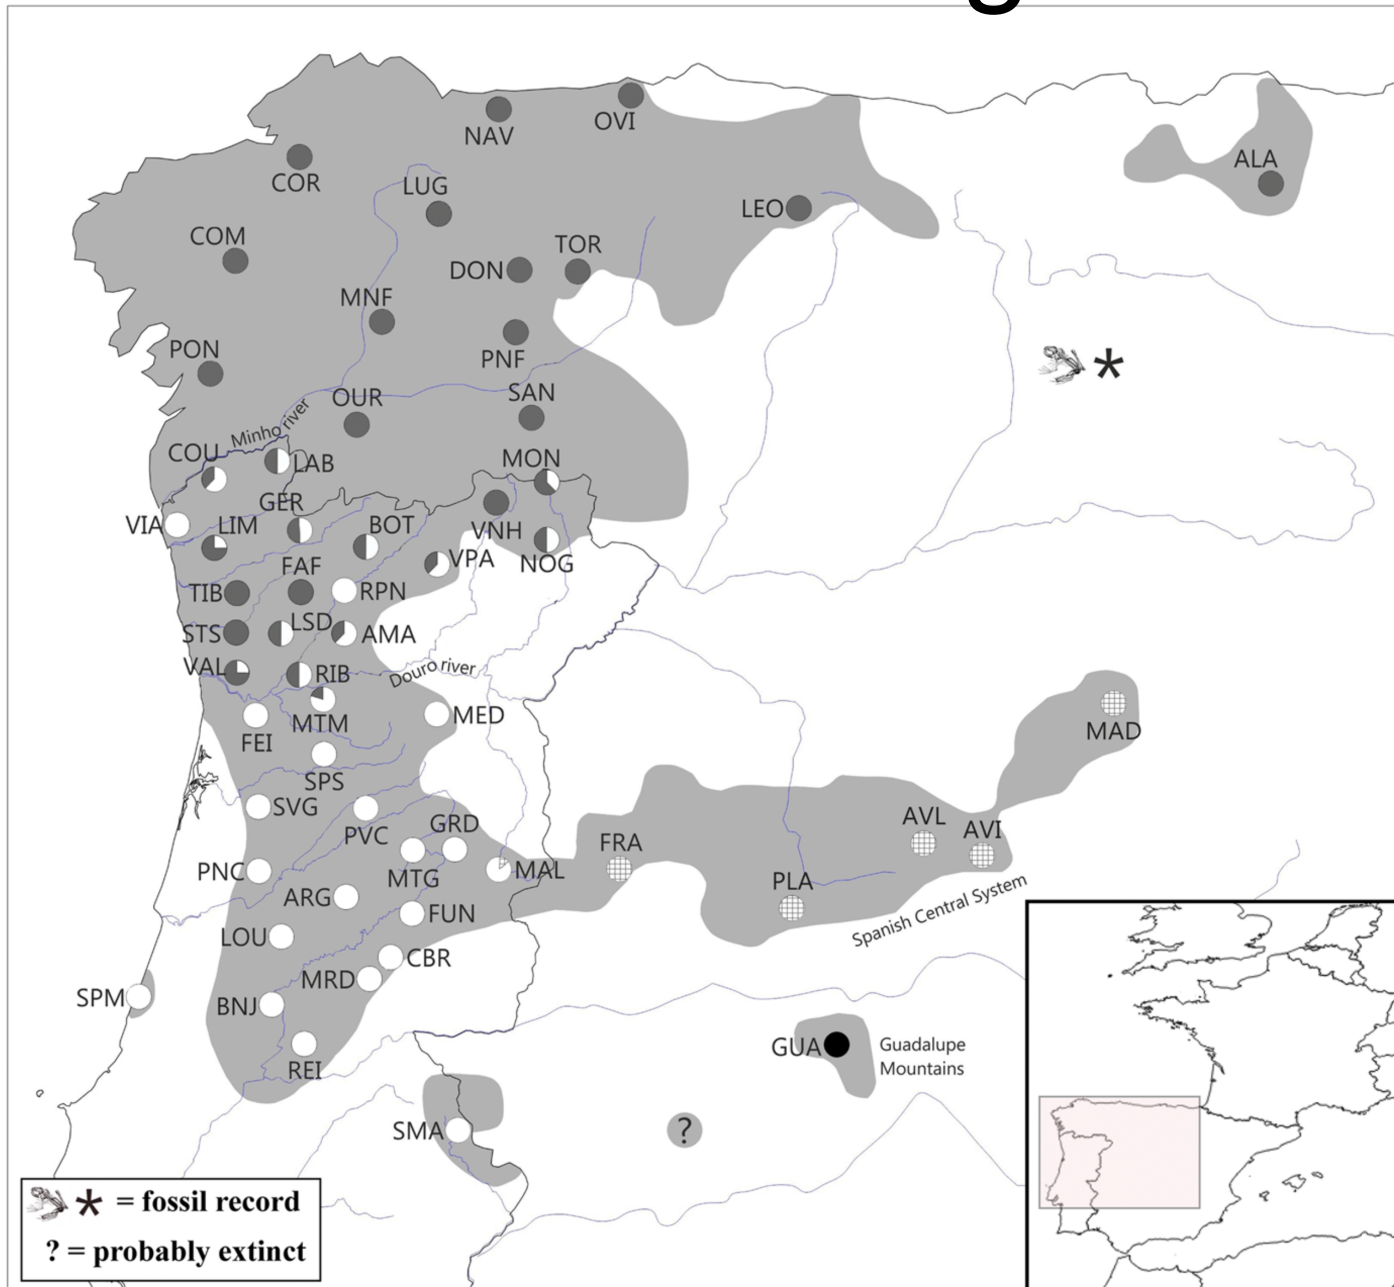 g
NAV
OVI
COR
LUG
ALA
LEO
COM
TOR
DON
MNF
PNF
PON
SAN
OUR
Minho river
COU
LAB
MON
GER
VIA
LIM
BOT
VNH
NOG
VPA
FAF
TIB
RPN
LSD
STS
AMA
VAL
RIB
Douro river
MTM
MED
FEI
MAD
SPS
SVG
PVC
GRD
AVL
AVI
FRA
PNC
MTG
MAL
PLA
ARG
FUN
Spanish Central System
LOU
CBR
MRD
SPM
BNJ
GUA
Guadalupe
Mountains
REI
SMA
?
* = fossil record
? = probably extinct
*